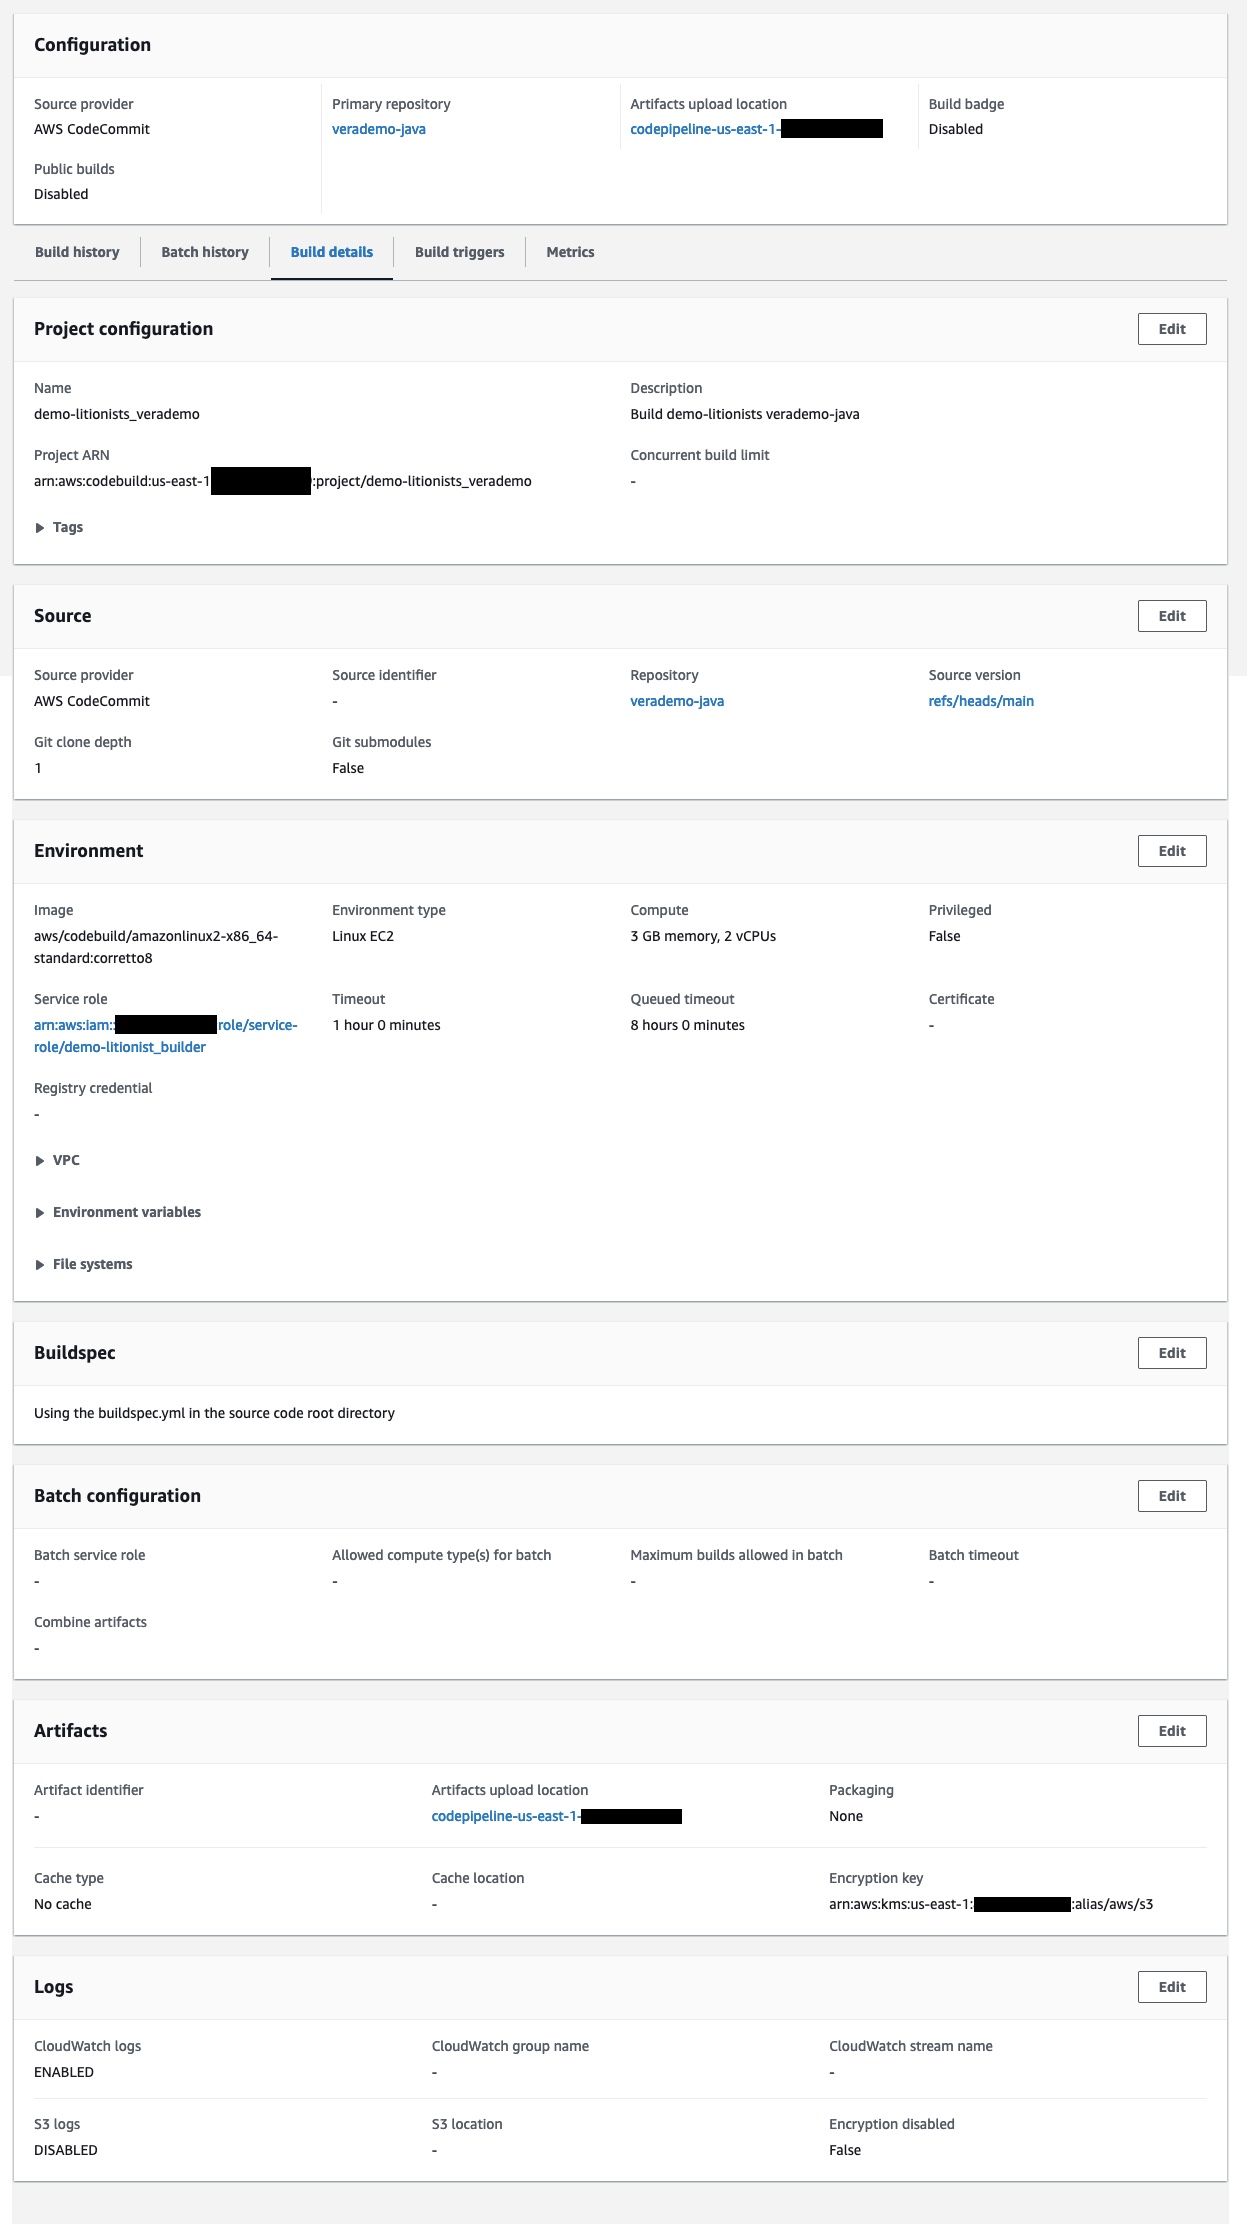 Configuration
Source provider
AWS CodeCommit
Primary repository
verademo-java
Artifacts upload location
codepipeline-us-east-1-
Build badge
Disabled
Public builds
Disabled
Build history
Batch history
Build details
Build triggers
Metrics
Project configuration
Edit
Name
demo-litionists_verademo
Description
Build demo-litionists verademo-java
Project ARN
arn:aws:codebuild:us-east-1 :project/demo-litionists_verademo
Concurrent build limit
-
Tags
Source
Edit
Source provider
AWS CodeCommit
Source identifier
-
Repository
verademo-java
Source version
refs/heads/main
Git clone depth
1
Git submodules
False
Environment
Edit
Image
aws/codebuild/amazonlinux2-x86_64-
standard:corretto8
Environment type
Linux EC2
Compute
3 GB memory, 2 vCPUs
Privileged
False
Service role
arn:aws:iam:: role/service-
role/demo-litionist_builder
Timeout
1 hour 0 minutes
Queued timeout
8 hours 0 minutes
Certificate
-
Registry credential
-
VPC
Environment variables
File systems
Buildspec
Edit
Using the buildspec.yml in the source code root directory
Batch configuration
Edit
Batch service role
-
Allowed compute type(s) for batch
-
Maximum builds allowed in batch
-
Batch timeout
-
Combine artifacts
-
Artifacts
Edit
Artifact identifier
-
Artifacts upload location
codepipeline-us-east-1-
Packaging
None
Cache type
No cache
Cache location
-
Encryption key
arn:aws:kms:us-east-1: :alias/aws/s3
Logs
Edit
CloudWatch logs
ENABLED
CloudWatch group name
-
CloudWatch stream name
-
S3 logs
DISABLED
S3 location
-
Encryption disabled
False